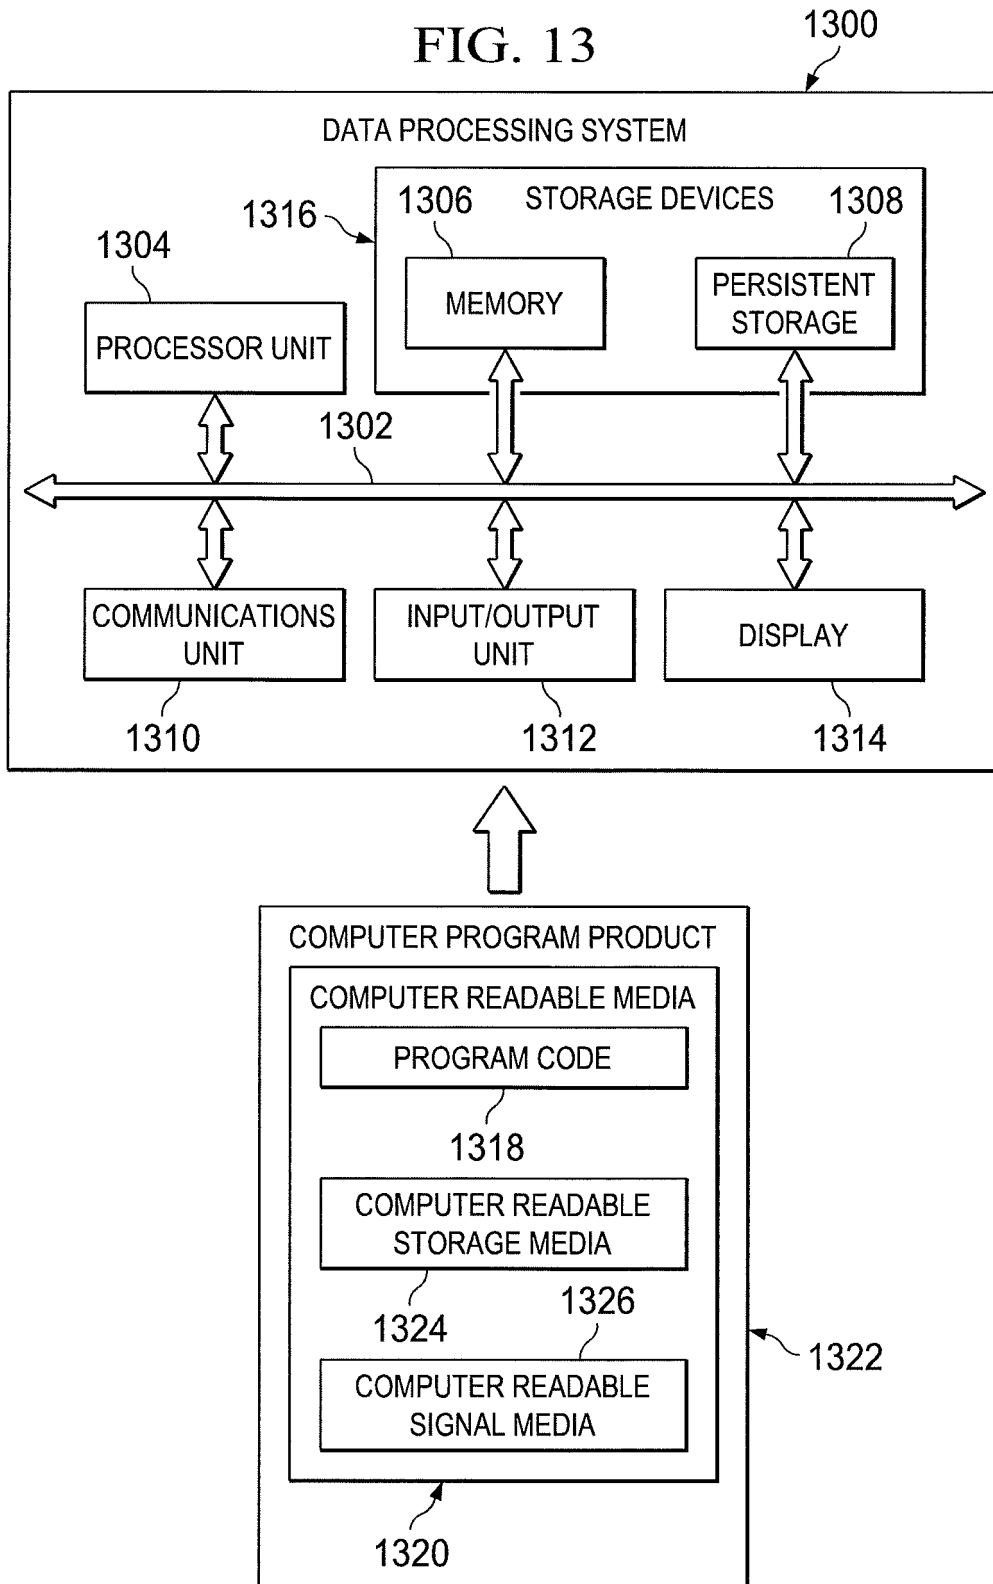 FIG. 13
1300
DATA PROCESSING SYSTEM
STORAGE DEVICES
1316
1306
1308
1304
MEMORY
PERSISTENT
STORAGE
PROCESSOR UNIT
1302
COMMUNICATIONS
UNIT
INPUT/OUTPUT
UNIT
DISPLAY
1310
1312
1314
COMPUTER PROGRAM PRODUCT
COMPUTER READABLE MEDIA
PROGRAM CODE
1318
COMPUTER READABLE
STORAGE MEDIA
1324
1326
1322
COMPUTER READABLE
SIGNAL MEDIA
1320